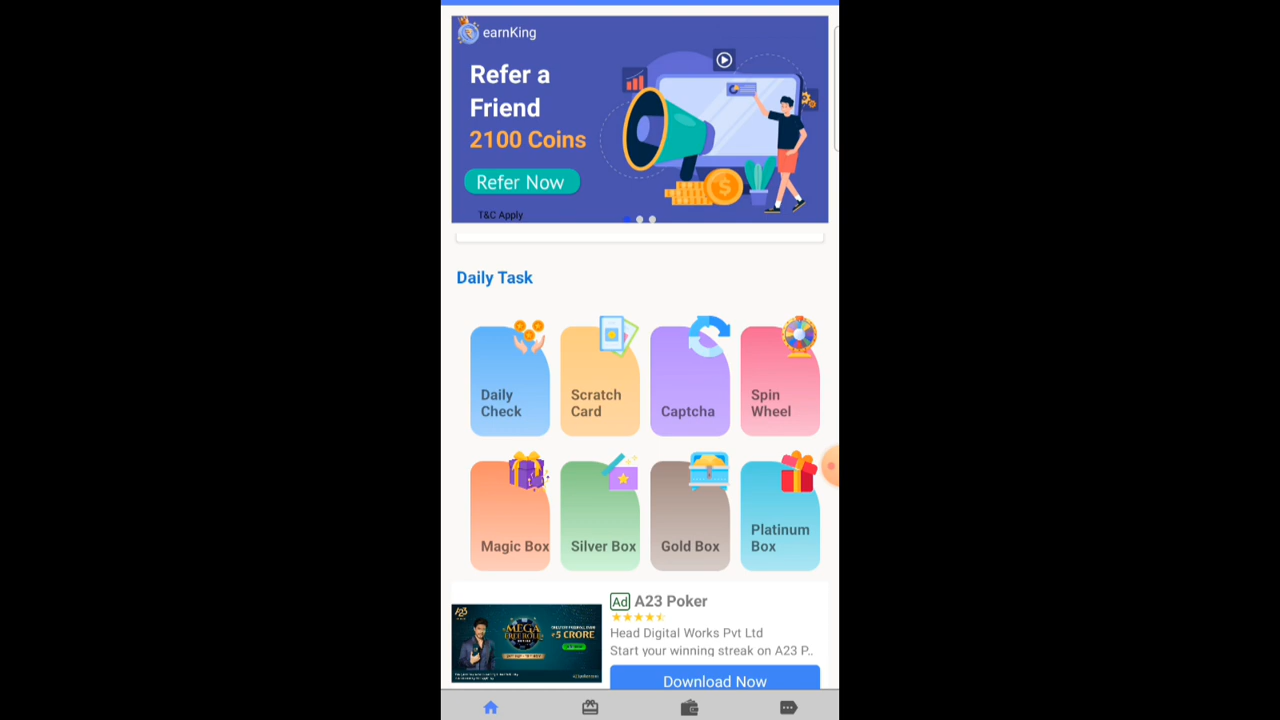 earnKing
Refer a
Friend
2100 Coins
Refer Now
T&C Apply
Daily Task
Daily
Check
Scratch
Card
Captcha
Spin
Wheel
Magic Box
Silver Box
Gold Box
Platinum
Box
Ad A23 Poker
Head Digital Works Pvt Ltd
Start your winning streak on A23 P..
A23
MEGA
FREEROLL
₹5 CRORE
Download Now